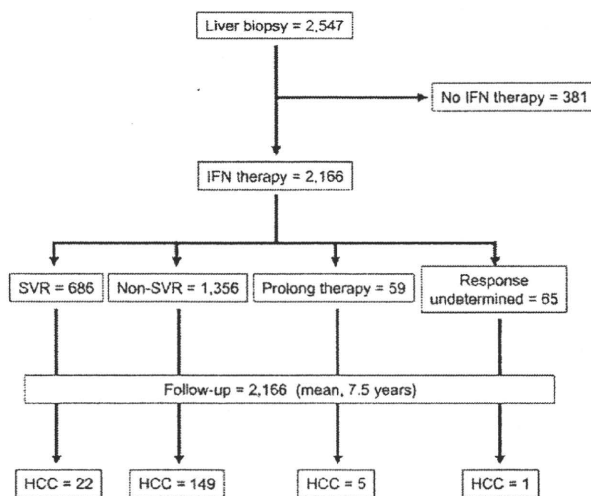 Liver biopsy = 2,547
No IFN therapy = 381
IFN therapy = 2,166
SVR = 686
Non-SVR = 1,356
Prolong therapy = 59
Response
undetermined = 65
Follow-up = 2,166 (mean, 7.5 years)
HCC = 22
HCC = 149
HCC = 5
HCC = 1